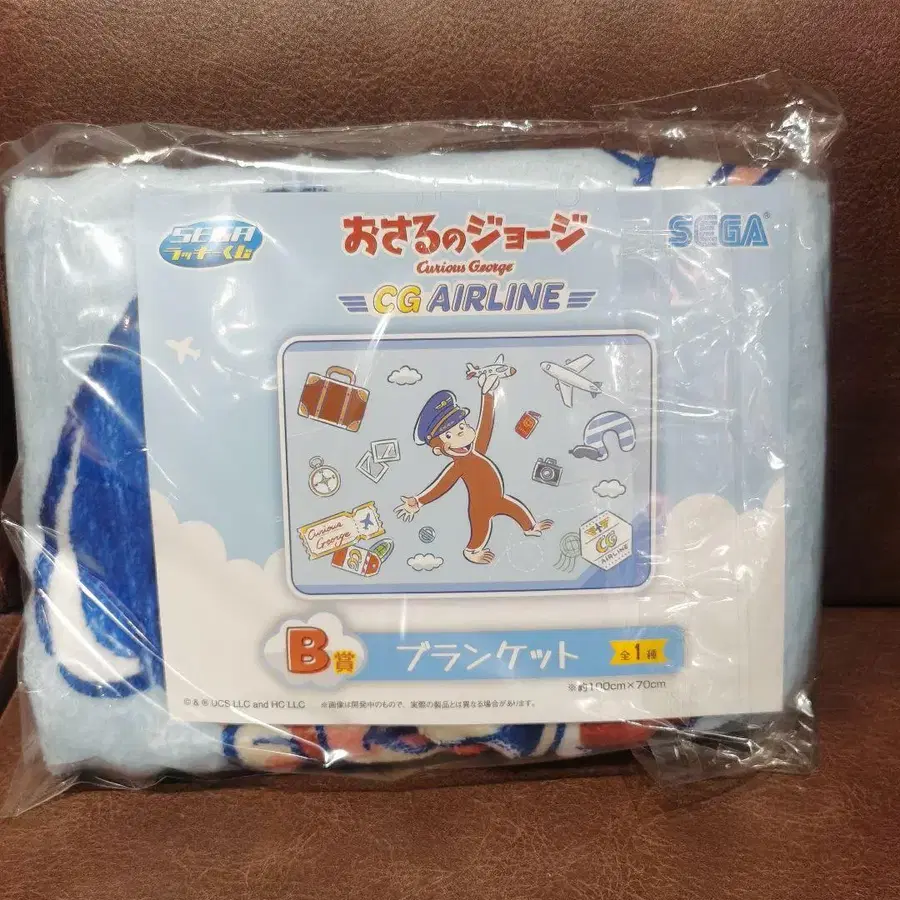 SEGA
ラッキーくじ
おさるのジョージ
Curious George
CG AIRLINE
SEGA®
Curious
George
CG
AIRLINE
B賞
ブランケット
全1種
※約100cm×70cm
© & ® UCS LLC and HC LLC
※画像は開発中のもので、実際の製品とは異なる場合があります。